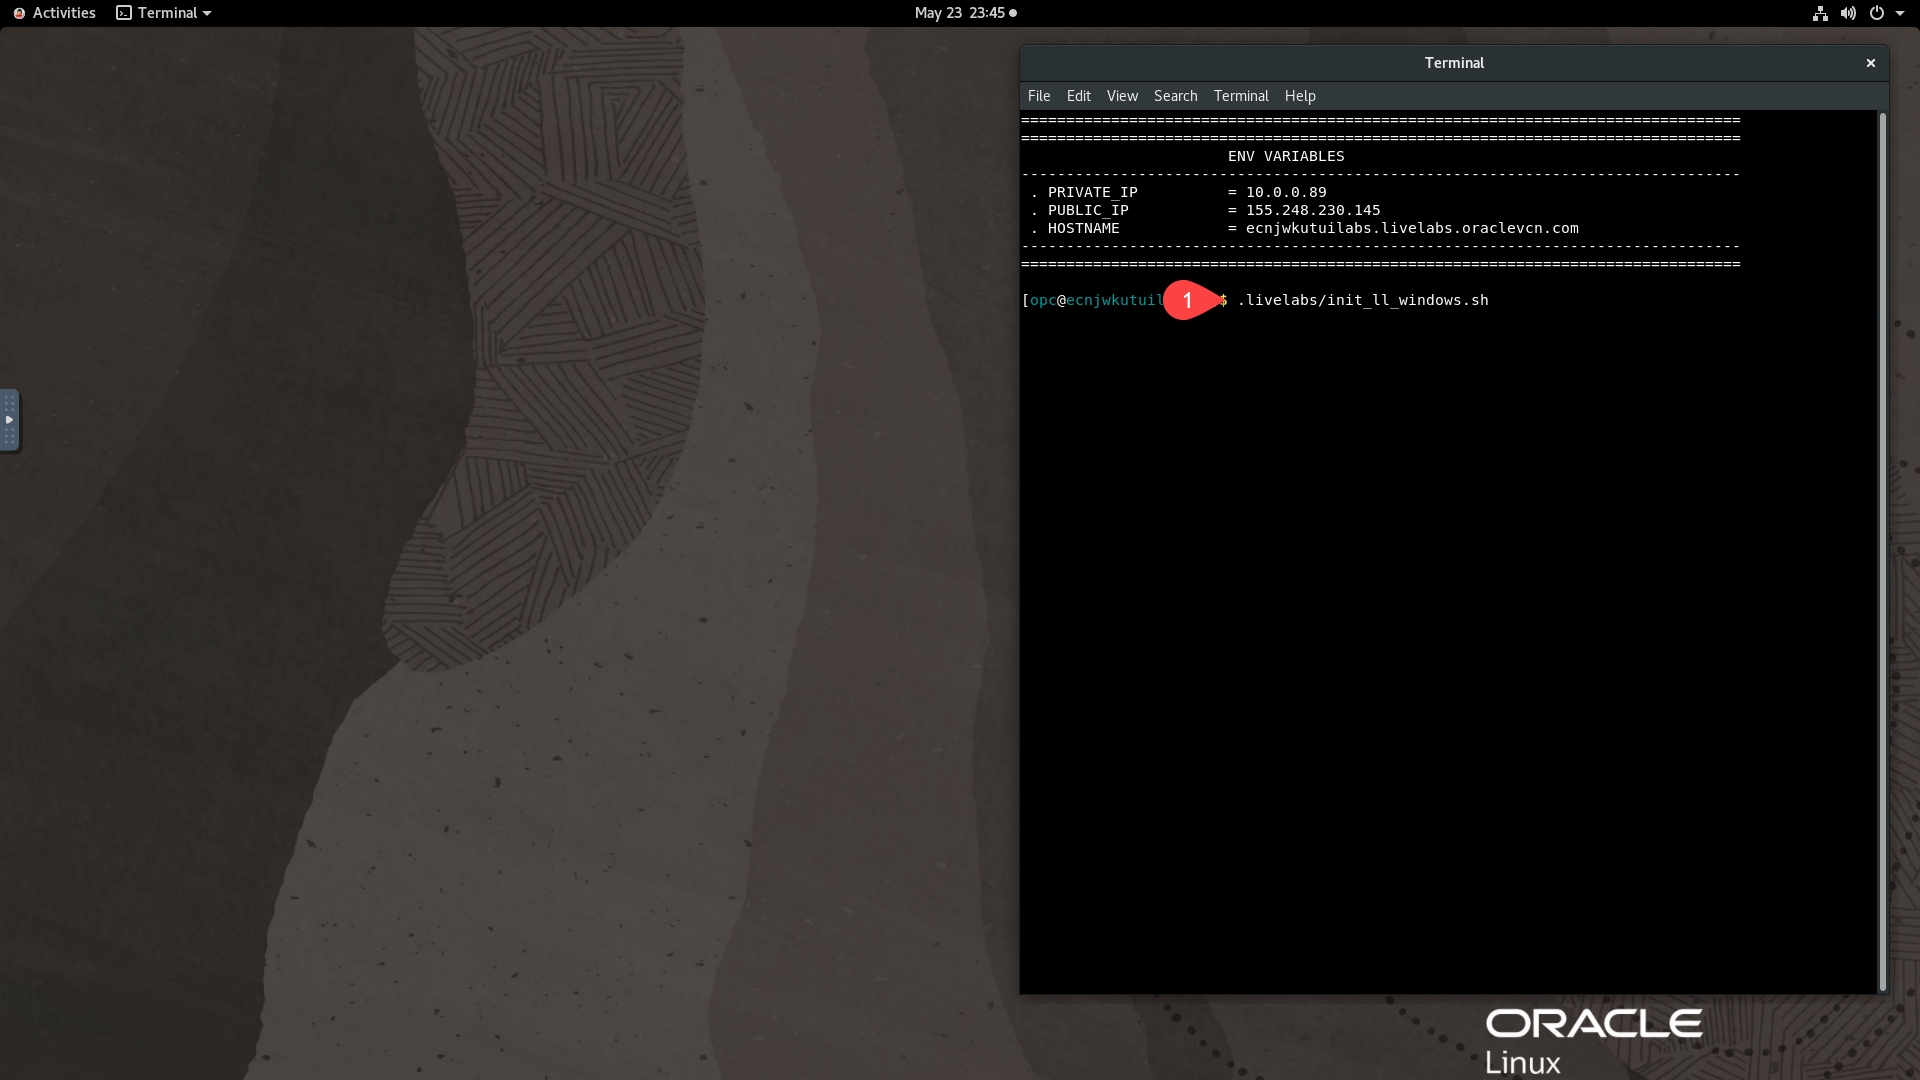 Activities Terminal May 23 23:45
Terminal
File Edit View Search Terminal Help
================================================================================
================================================================================
ENV VARIABLES
--------------------------------------------------------------------------------
. PRIVATE_IP = 10.0.0.89
. PUBLIC_IP = 155.248.230.145
. HOSTNAME = ecnjwkutuilabs.livelabs.oraclevcn.com
--------------------------------------------------------------------------------
================================================================================
[opc@ecnjwkutuil 1 $ .livelabs/init_ll_windows.sh
ORACLE
Linux